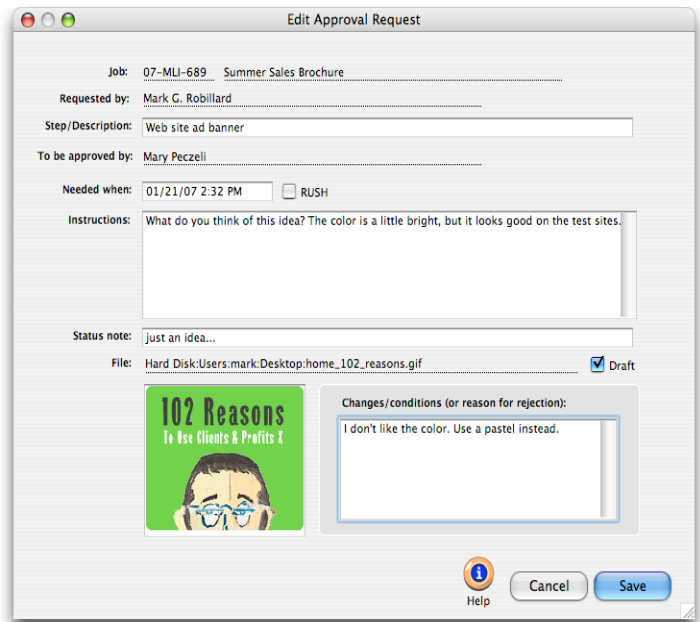 Edit Approval Request
Job: 07-MLI-689 Summer Sales Brochure
Requested by: Mark G. Robillard
Step/Description: Web site ad banner
To be approved by: Mary Peczeli
Needed when: 01/21/07 2:32 PM RUSH
Instructions: What do you think of this idea? The color is a little bright, but it looks good on the test sites.
Status note: just an idea...
File: Hard Disk:Users:mark:Desktop:home_102_reasons.gif Draft
102 Reasons
To Use Clients & Profits X
Changes/conditions (or reason for rejection):
I don't like the color. Use a pastel instead.
Help
Cancel
Save